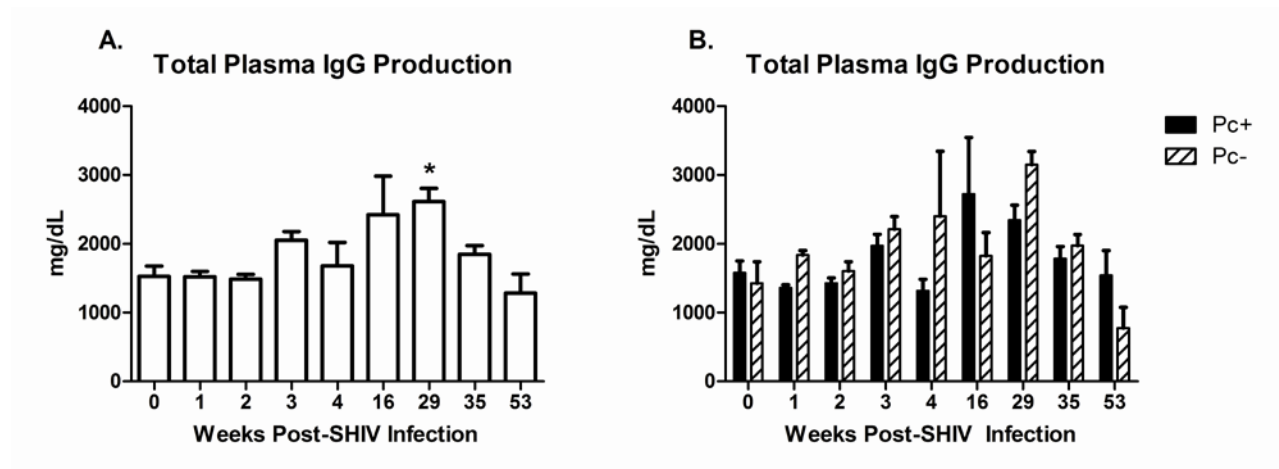 A.
Total Plasma IgG Production
4000
3000
2000
1000
0
mg/dL
*
0 1 2 3 4 16 29 35 53
Weeks Post-SHIV Infection
B.
Total Plasma IgG Production
4000
3000
2000
1000
0
mg/dL
0 1 2 3 4 16 29 35 53
Weeks Post-SHIV Infection
Pc+
Pc-